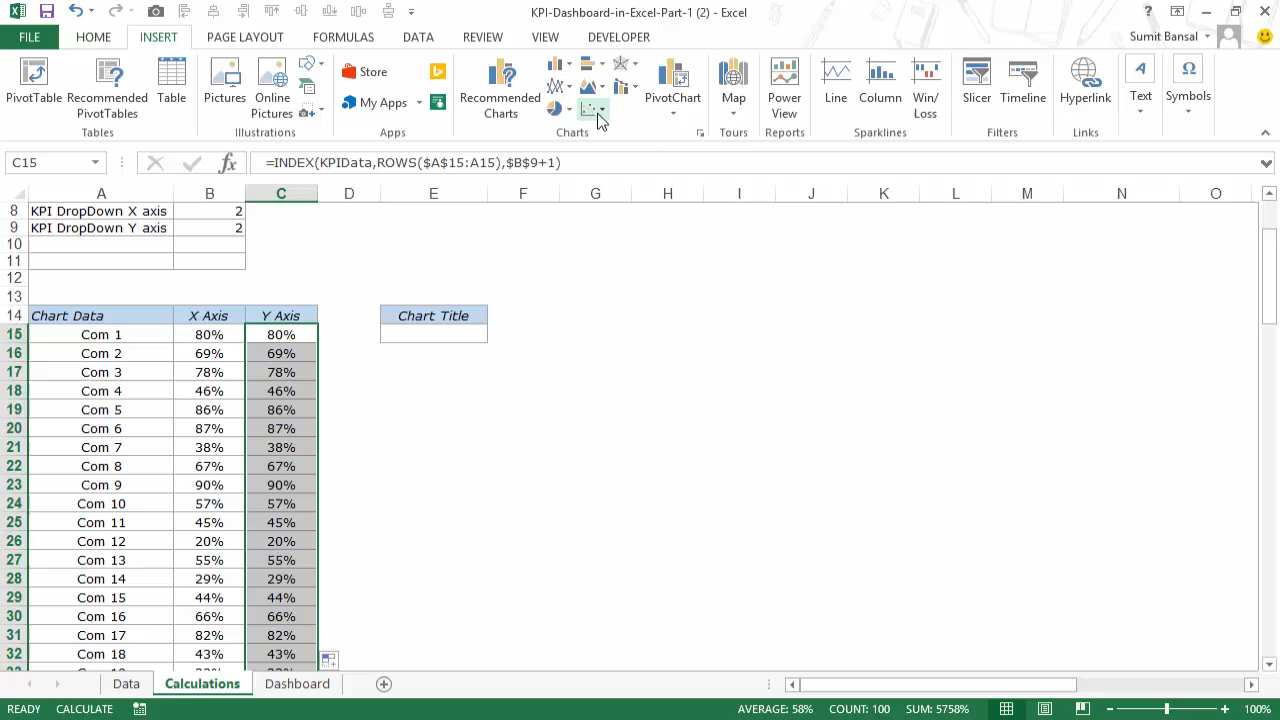 KPI-Dashboard-in-Excel-Part-1 (2) - Excel
FILE HOME INSERT PAGE LAYOUT FORMULAS DATA REVIEW VIEW DEVELOPER Sumit Bansal
PivotTable Recommended PivotTables Table
Tables
Pictures Online Pictures
Illustrations
Store
My Apps
Apps
Recommended Charts
PivotChart
Charts
Map
Tours
Power View
Reports
Line Column Win/Loss
Sparklines
Slicer Timeline
Filters
Hyperlink
Links
Text
Symbols
C15 fx =INDEX(KPIData,ROWS($A$15:A15),$B$9+1)
A B C D E F G H I J K L M N O
8 KPI DropDown X axis 2
9 KPI DropDown Y axis 2
10
11
12
13
14 Chart Data X Axis Y Axis Chart Title
15 Com 1 80% 80%
16 Com 2 69% 69%
17 Com 3 78% 78%
18 Com 4 46% 46%
19 Com 5 86% 86%
20 Com 6 87% 87%
21 Com 7 38% 38%
22 Com 8 67% 67%
23 Com 9 90% 90%
24 Com 10 57% 57%
25 Com 11 45% 45%
26 Com 12 20% 20%
27 Com 13 55% 55%
28 Com 14 29% 29%
29 Com 15 44% 44%
30 Com 16 66% 66%
31 Com 17 82% 82%
32 Com 18 43% 43%
Data Calculations Dashboard
READY CALCULATE AVERAGE: 58% COUNT: 100 SUM: 5758% 100%